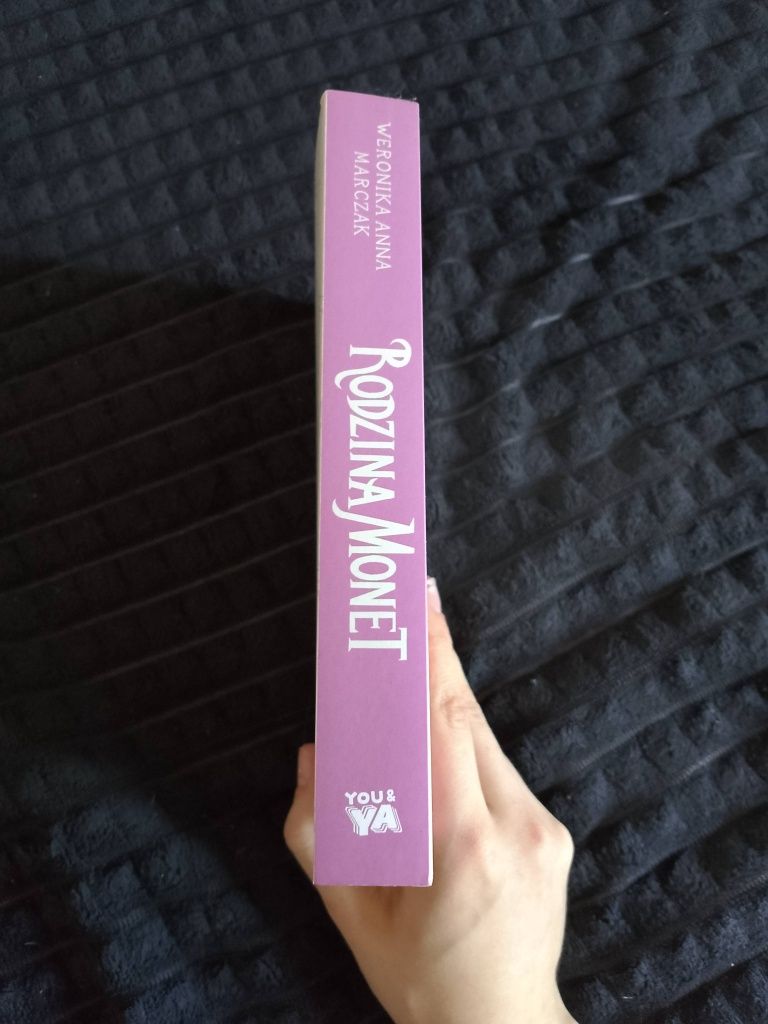 WERONIKA ANNA
MARCZAK
RODZINA MONET
YOU &
YA